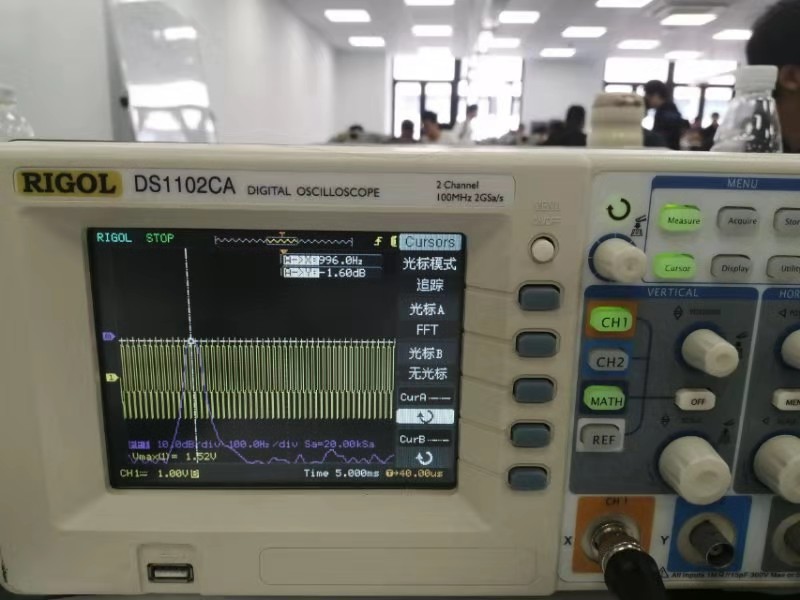 RIGOL DS1102CA DIGITAL OSCILLOSCOPE
2 Channel
100MHz 2GSa/s
RIGOL STOP
Cursors
996.0Hz
-1.60dB
光标模式
追踪
光标A
FFT
光标B
无光标
CurA
CurB
10.0dB/div 100.0Hz/div Sa=20.00kSa
Vmax(1)= 1.52V
CH1= 1.00V
Time 5.000ms
40.00us
MENU
Measure
Acquire
Cursor
Display
VERTICAL
CH1
CH2
MATH
OFF
REF
CH 1
X
Y